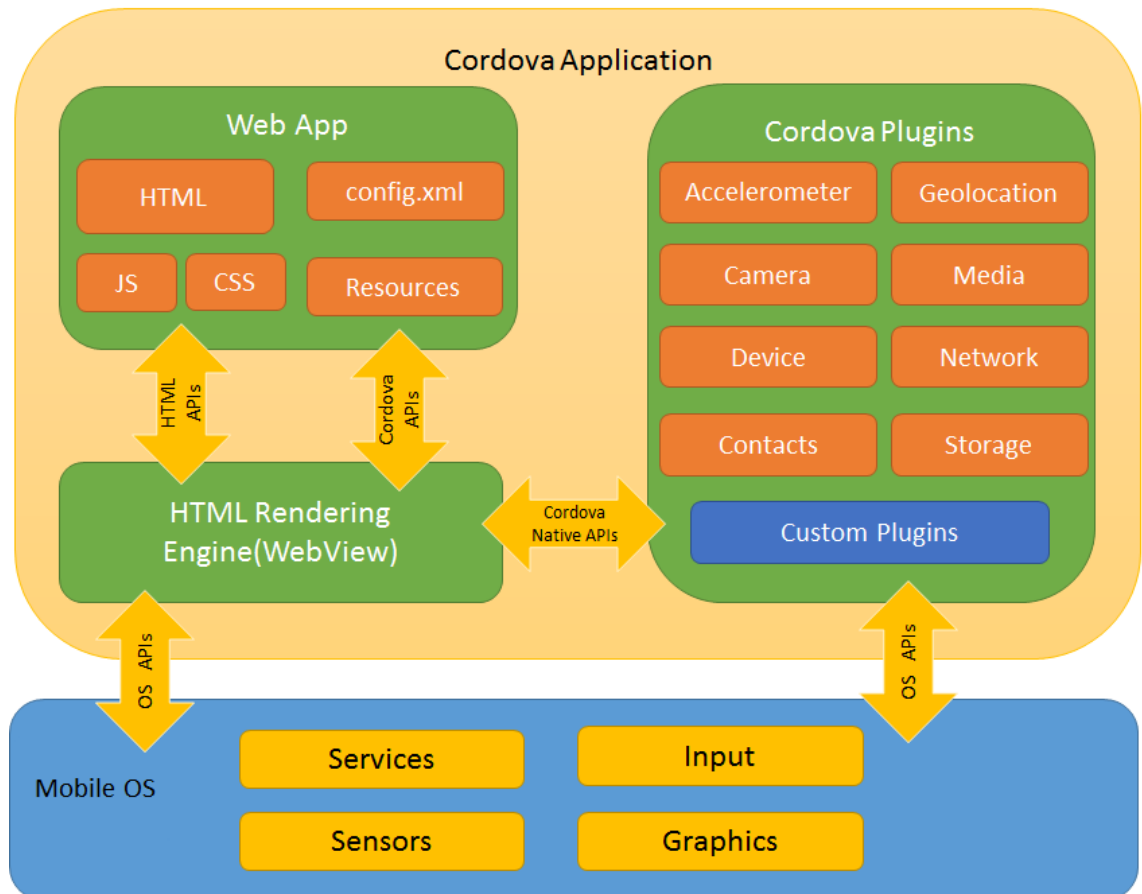 Cordova Application
Web App
HTML
config.xml
JS
CSS
Resources
HTML
APIs
Cordova
APIs
HTML Rendering
Engine(WebView)
Cordova
Native APIs
Cordova Plugins
Accelerometer
Geolocation
Camera
Media
Device
Network
Contacts
Storage
Custom Plugins
OS APIs
OS APIs
Mobile OS
Services
Input
Sensors
Graphics